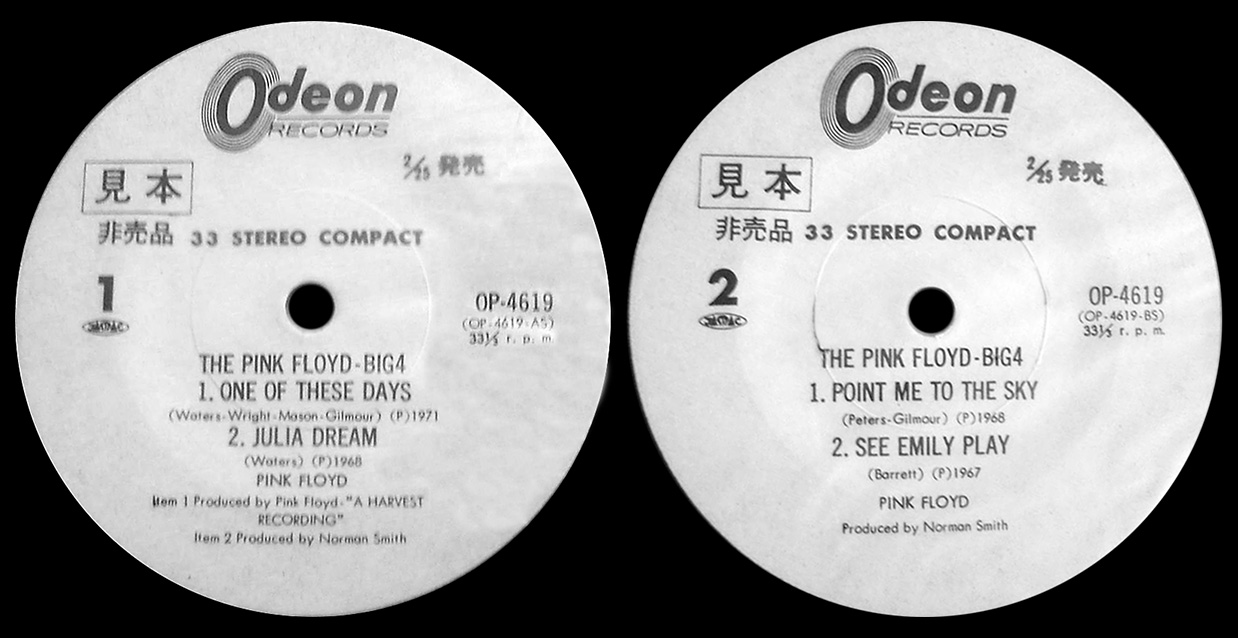 Odeon
RECORDS
2/25 発売
見本
非売品 33 STEREO COMPACT
1
OP-4619
(OP-4619-AS)
33⅓ r. p. m.
THE PINK FLOYD-BIG4
1. ONE OF THESE DAYS
(Waters-Wright-Mason-Gilmour) (P)1971
2. JULIA DREAM
(Waters) (P)1968
PINK FLOYD
Item 1 Produced by Pink Floyd-"A HARVEST
RECORDING"
Item 2 Produced by Norman Smith
Odeon
RECORDS
2/25 発売
見本
非売品 33 STEREO COMPACT
2
OP-4619
(OP-4619-BS)
33⅓ r. p. m.
THE PINK FLOYD-BIG4
1. POINT ME TO THE SKY
(Peters-Gilmour) (P)1968
2. SEE EMILY PLAY
(Barrett) (P)1967
PINK FLOYD
Produced by Norman Smith